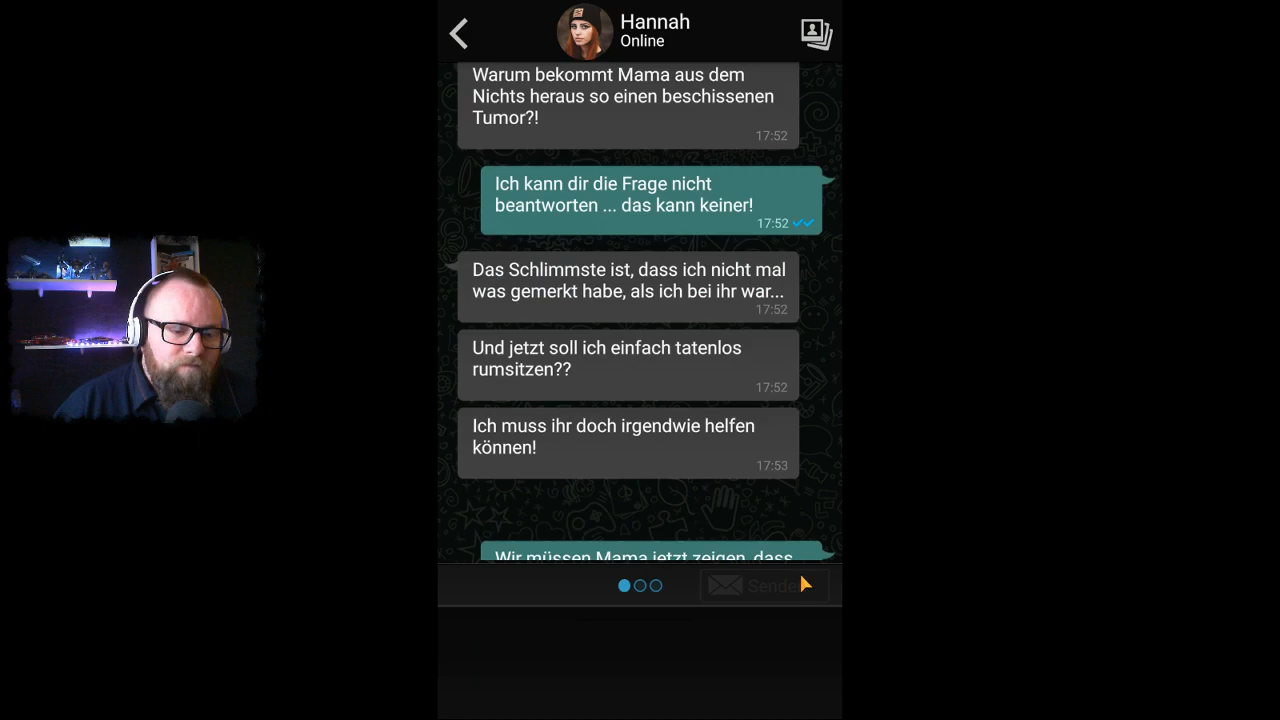 Hannah
Online
Warum bekommt Mama aus dem
Nichts heraus so einen beschissenen
Tumor?!
17:52
Ich kann dir die Frage nicht
beantworten ... das kann keiner!
17:52
Das Schlimmste ist, dass ich nicht mal
was gemerkt habe, als ich bei ihr war...
17:52
Und jetzt soll ich einfach tatenlos
rumsitzen??
17:52
Ich muss ihr doch irgendwie helfen
können!
17:53
Wir müssen Mama jetzt zeigen, dass